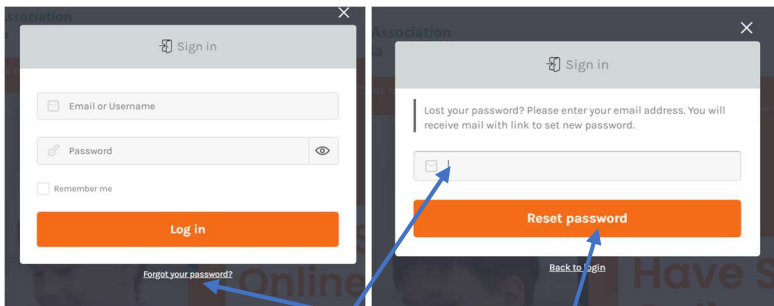 Association
Sign in
Email or Username
Password
Remember me
Log in
Forgot your password?
Online
Association
Sign in
Lost your password? Please enter your email address. You will
receive mail with link to set new password.
Reset password
Back to login
Have S